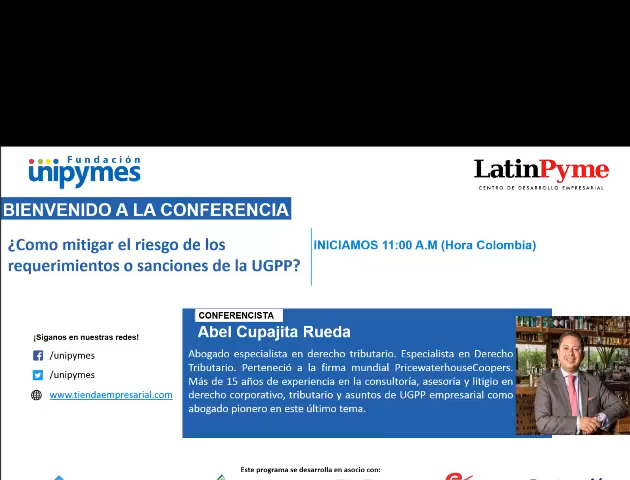 Fundación
unipymes
LatinPyme
CENTRO DE DESARROLLO EMPRESARIAL
BIENVENIDO A LA CONFERENCIA
¿Como mitigar el riesgo de los
requerimientos o sanciones de la UGPP?
INICIAMOS 11:00 A.M (Hora Colombia)
CONFERENCISTA
Abel Cupajita Rueda
Abogado especialista en derecho tributario. Especialista en Derecho
Tributario. Perteneció a la firma mundial PricewaterhouseCoopers.
Más de 15 años de experiencia en la consultoría, asesoría y litigio en
derecho corporativo, tributario y asuntos de UGPP empresarial como
abogado pionero en este último tema.
¡Siganos en nuestras redes!
/unipymes
/unipymes
www.tiendaempresarial.com
Este programa se desarrolla en asocio con: